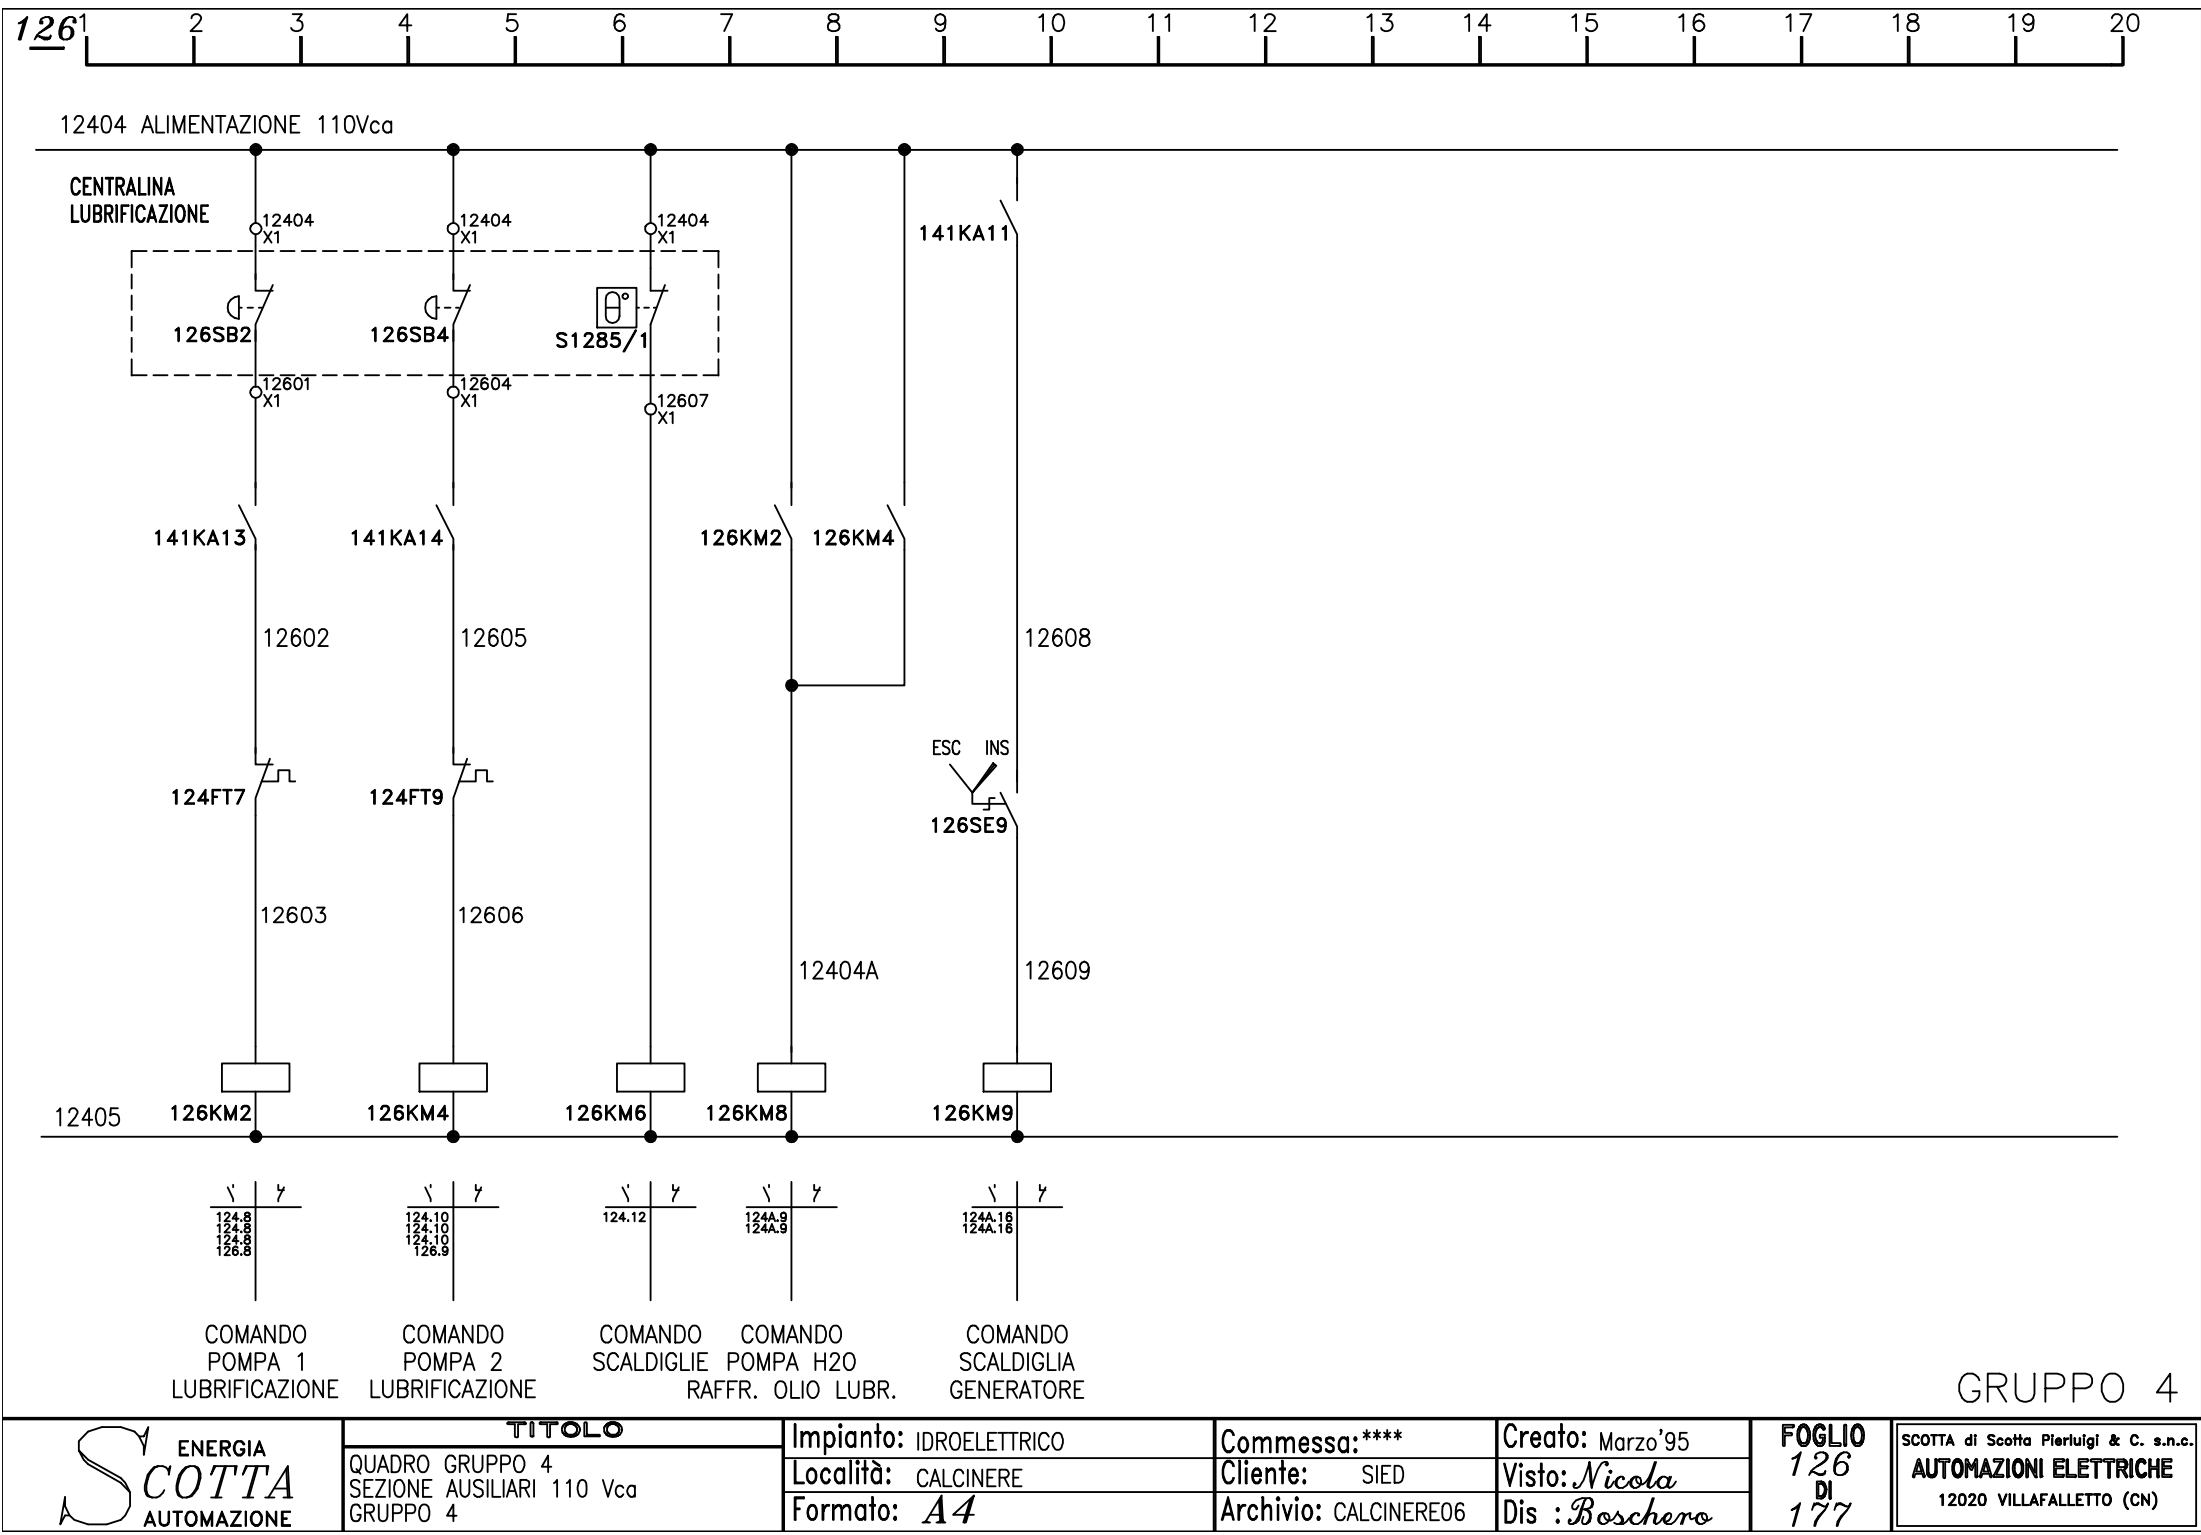 126
1 2 3 4 5 6 7 8 9 10 11 12 13 14 15 16 17 18 19 20
12404 ALIMENTAZIONE 110Vca
CENTRALINA
LUBRIFICAZIONE
12404 12404 12404
X1 X1 X1
141KA11
126SB2 126SB4 S1285/1
12601 12604
X1 X1
12607
X1
141KA13 141KA14 126KM2 126KM4
12602 12605 12608
ESC INS
124FT7 124FT9
126SE9
12603 12606
12404A 12609
12405 126KM2 126KM4 126KM6 126KM8 126KM9
124.8 124.10 124.12 124A.9 124A.16
124.8 124.10 124A.9 124A.16
124.8 124.10
126.8 126.9
COMANDO COMANDO COMANDO COMANDO COMANDO
POMPA 1 POMPA 2 SCALDIGLIE POMPA H2O SCALDIGLIA
LUBRIFICAZIONE LUBRIFICAZIONE RAFFR. OLIO LUBR. GENERATORE
GRUPPO 4
ENERGIA
SCOTTA
AUTOMAZIONE
TITOLO
QUADRO GRUPPO 4
SEZIONE AUSILIARI 110 Vca
GRUPPO 4
Impianto: IDROELETTRICO
Località: CALCINERE
Formato: A4
Commessa: ****
Cliente: SIED
Archivio: CALCINERE06
Creato: Marzo'95
Visto: Nicola
Dis : Boschero
FOGLIO
126
DI
177
SCOTTA di Scotta Pierluigi & C. s.n.c.
AUTOMAZIONI ELETTRICHE
12020 VILLAFALLETTO (CN)